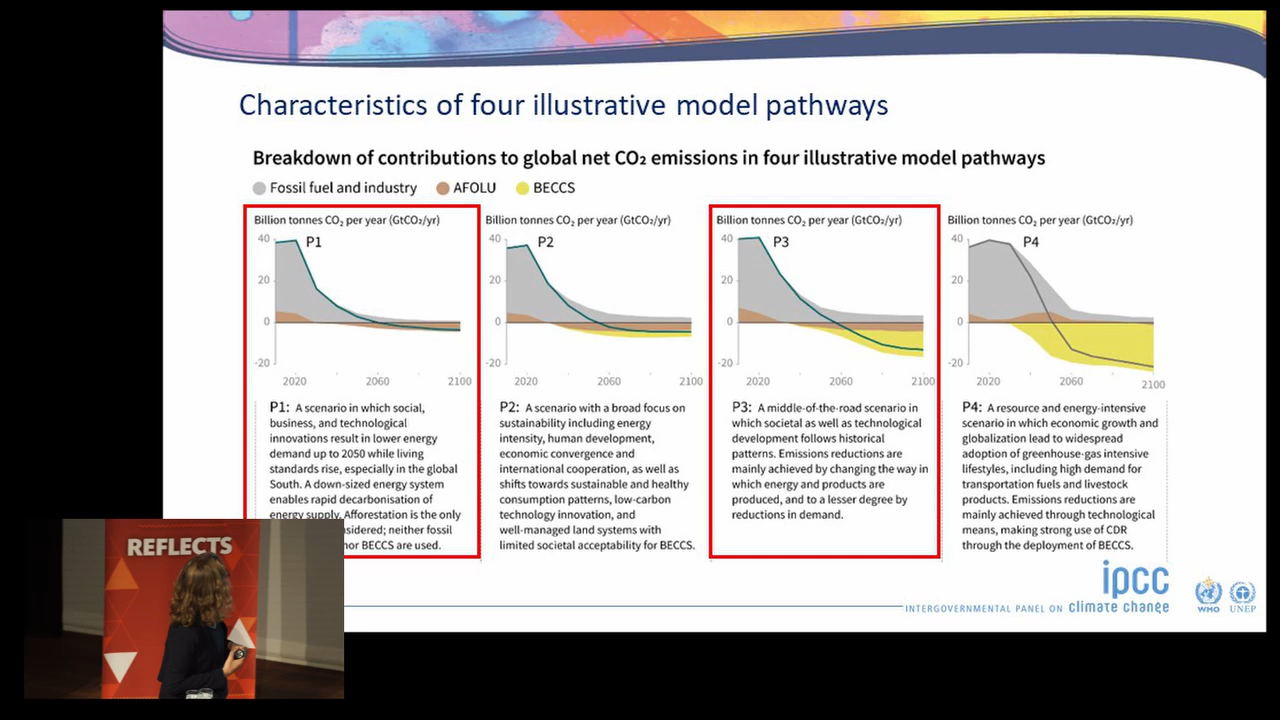 Characteristics of four illustrative model pathways
Breakdown of contributions to global net CO₂ emissions in four illustrative model pathways
Fossil fuel and industry AFOLU BECCS
Billion tonnes CO₂ per year (GtCO₂/yr)
P1
40
20
0
-20
2020 2060 2100
P1: A scenario in which social,
business, and technological
innovations result in lower energy
demand up to 2050 while living
standards rise, especially in the global
South. A down-sized energy system
enables rapid decarbonisation of
energy supply. Afforestation is the only
neither fossil
nor BECCS are used.
Billion tonnes CO₂ per year (GtCO₂/yr)
P2
40
20
0
-20
2020 2060 2100
P2: A scenario with a broad focus on
sustainability including energy
intensity, human development,
economic convergence and
international cooperation, as well as
shifts towards sustainable and healthy
consumption patterns, low-carbon
technology innovation, and
well-managed land systems with
limited societal acceptability for BECCS.
Billion tonnes CO₂ per year (GtCO₂/yr)
P3
40
20
0
-20
2020 2060 2100
P3: A middle-of-the-road scenario in
which societal as well as technological
development follows historical
patterns. Emissions reductions are
mainly achieved by changing the way in
which energy and products are
produced, and to a lesser degree by
reductions in demand.
Billion tonnes CO₂ per year (GtCO₂/yr)
P4
40
20
0
-20
2020 2060 2100
P4: A resource and energy-intensive
scenario in which economic growth and
globalization lead to widespread
adoption of greenhouse-gas intensive
lifestyles, including high demand for
transportation fuels and livestock
products. Emissions reductions are
mainly achieved through technological
means, making strong use of CDR
through the deployment of BECCS.
REFLECTS
ipcc
INTERGOVERNMENTAL PANEL ON climate change
WMO UNEP